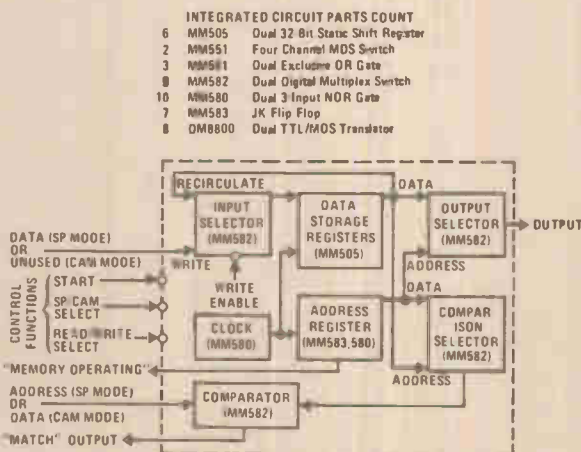 INTEGRATED CIRCUIT PARTS COUNT
6 MM505 Dual 32 Bit Static Shift Register
2 MM551 Four Channel MOS Switch
3 Dual Exclusive OR Gate
9 MM582 Dual Digital Multiplex Switch
10 MM580 Dual 3 Input NOR Gate
7 MM583 JK Flip Flop
8 DM8800 Dual TTL/MOS Translator
RECIRCULATE
INPUT
SELECTOR
(MM582)
DATA
STORAGE
REGISTERS
(MM505)
DATA
OUTPUT
SELECTOR
(MM582)
OUTPUT
DATA (SP MODE)
OR
UNUSED (CAM MODE)
WRITE
WRITE
ENABLE
ADDRESS
DATA
CONTROL
FUNCTIONS
START
SP CAM
SELECT
READ WRITE
SELECT
CLOCK
(MM580)
ADDRESS
REGISTER
(MM583,580)
COMPAR
ISON
SELECTOR
(MM582)
"MEMORY OPERATING"
ADDRESS
ADDRESS (SP MODE)
OR
DATA (CAM MODE)
COMPARATOR
(MM582)
"MATCH" OUTPUT